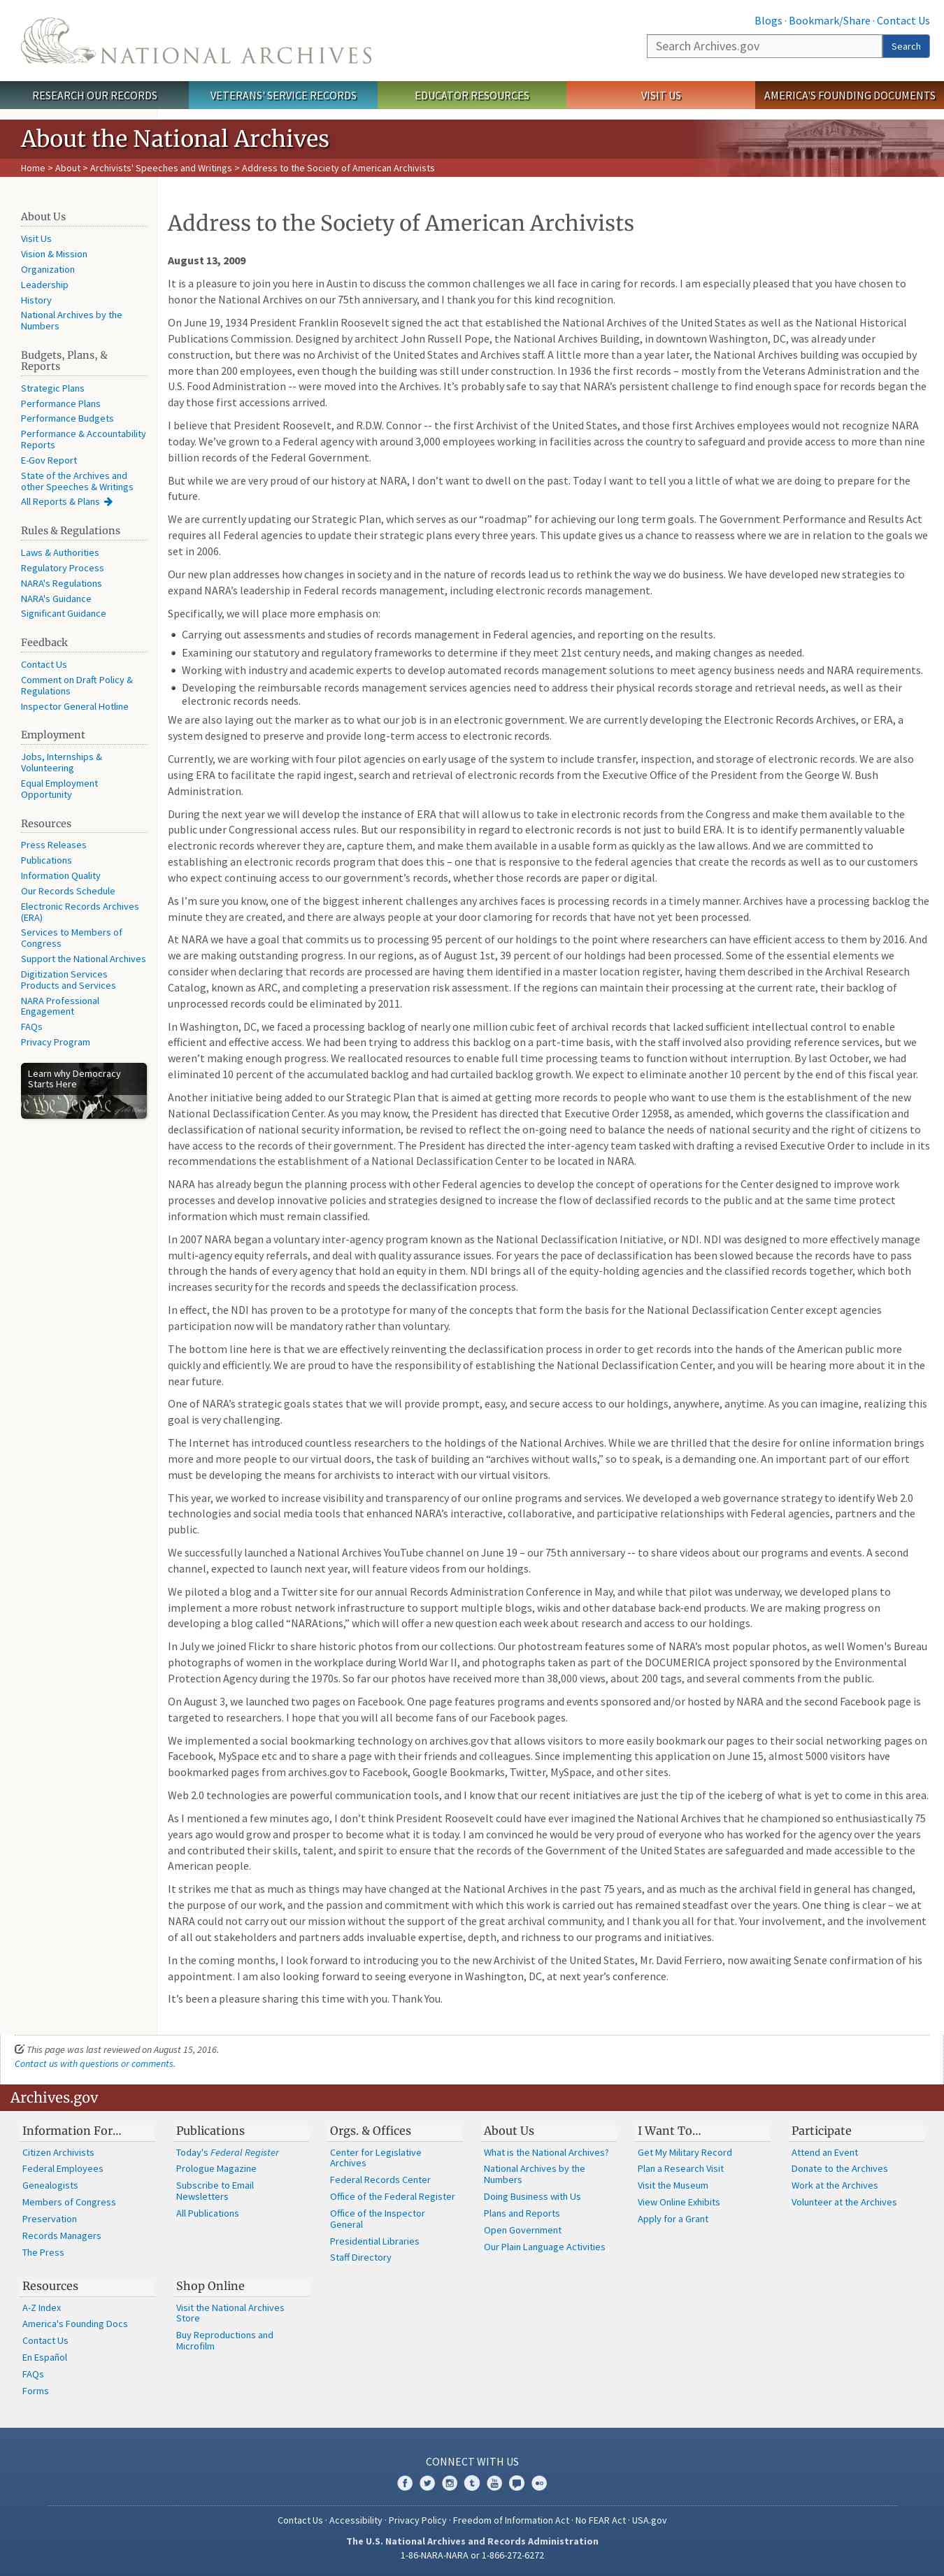 Blogs · Bookmark/Share · Contact Us
NATIONAL ARCHIVES
Search Archives.gov
Search
RESEARCH OUR RECORDS
VETERANS' SERVICE RECORDS
EDUCATOR RESOURCES
VISIT US
AMERICA'S FOUNDING DOCUMENTS
About the National Archives
Home > About > Archivists' Speeches and Writings > Address to the Society of American Archivists
About Us
Visit Us
Vision & Mission
Organization
Leadership
History
National Archives by the
Numbers
Budgets, Plans, &
Reports
Strategic Plans
Performance Plans
Performance Budgets
Performance & Accountability
Reports
E-Gov Report
State of the Archives and
other Speeches & Writings
All Reports & Plans
Rules & Regulations
Laws & Authorities
Regulatory Process
NARA's Regulations
NARA's Guidance
Significant Guidance
Feedback
Contact Us
Comment on Draft Policy &
Regulations
Inspector General Hotline
Employment
Jobs, Internships &
Volunteering
Equal Employment
Opportunity
Resources
Press Releases
Publications
Information Quality
Our Records Schedule
Electronic Records Archives
(ERA)
Services to Members of
Congress
Support the National Archives
Digitization Services
Products and Services
NARA Professional
Engagement
FAQs
Privacy Program
Learn why Democracy
Starts Here
We the People
Address to the Society of American Archivists
August 13, 2009
It is a pleasure to join you here in Austin to discuss the common challenges we all face in caring for records. I am especially pleased that you have chosen to
honor the National Archives on our 75th anniversary, and I thank you for this kind recognition.
On June 19, 1934 President Franklin Roosevelt signed the act that established the National Archives of the United States as well as the National Historical
Publications Commission. Designed by architect John Russell Pope, the National Archives Building, in downtown Washington, DC, was already under
construction, but there was no Archivist of the United States and Archives staff. A little more than a year later, the National Archives building was occupied by
more than 200 employees, even though the building was still under construction. In 1936 the first records – mostly from the Veterans Administration and the
U.S. Food Administration -- were moved into the Archives. It’s probably safe to say that NARA’s persistent challenge to find enough space for records began the
day those first accessions arrived.
I believe that President Roosevelt, and R.D.W. Connor -- the first Archivist of the United States, and those first Archives employees would not recognize NARA
today. We’ve grown to a Federal agency with around 3,000 employees working in facilities across the country to safeguard and provide access to more than nine
billion records of the Federal Government.
But while we are very proud of our history at NARA, I don’t want to dwell on the past. Today I want to tell you a little of what we are doing to prepare for the
future.
We are currently updating our Strategic Plan, which serves as our “roadmap” for achieving our long term goals. The Government Performance and Results Act
requires all Federal agencies to update their strategic plans every three years. This update gives us a chance to reassess where we are in relation to the goals we
set in 2006.
Our new plan addresses how changes in society and in the nature of records lead us to rethink the way we do business. We have developed new strategies to
expand NARA’s leadership in Federal records management, including electronic records management.
Specifically, we will place more emphasis on:
Carrying out assessments and studies of records management in Federal agencies, and reporting on the results.
Examining our statutory and regulatory frameworks to determine if they meet 21st century needs, and making changes as needed.
Working with industry and academic experts to develop automated records management solutions to meet agency business needs and NARA requirements.
Developing the reimbursable records management services agencies need to address their physical records storage and retrieval needs, as well as their
electronic records needs.
We are also laying out the marker as to what our job is in an electronic government. We are currently developing the Electronic Records Archives, or ERA, a
system designed to preserve and provide long-term access to electronic records.
Currently, we are working with four pilot agencies on early usage of the system to include transfer, inspection, and storage of electronic records. We are also
using ERA to facilitate the rapid ingest, search and retrieval of electronic records from the Executive Office of the President from the George W. Bush
Administration.
During the next year we will develop the instance of ERA that will allow us to take in electronic records from the Congress and make them available to the
public under Congressional access rules. But our responsibility in regard to electronic records is not just to build ERA. It is to identify permanently valuable
electronic records wherever they are, capture them, and make them available in a usable form as quickly as the law allows. And we are committed to
establishing an electronic records program that does this – one that is responsive to the federal agencies that create the records as well as to our customers
who expect continuing access to our government’s records, whether those records are paper or digital.
As I’m sure you know, one of the biggest inherent challenges any archives faces is processing records in a timely manner. Archives have a processing backlog the
minute they are created, and there are always people at your door clamoring for records that have not yet been processed.
At NARA we have a goal that commits us to processing 95 percent of our holdings to the point where researchers can have efficient access to them by 2016. And
we are making outstanding progress. In our regions, as of August 1st, 39 percent of our holdings had been processed. Some of the essential elements we
consider when declaring that records are processed are having them identified in a master location register, having them described in the Archival Research
Catalog, known as ARC, and completing a preservation risk assessment. If the regions can maintain their processing at the current rate, their backlog of
unprocessed records could be eliminated by 2011.
In Washington, DC, we faced a processing backlog of nearly one million cubic feet of archival records that lacked sufficient intellectual control to enable
efficient and effective access. We had been trying to address this backlog on a part-time basis, with the staff involved also providing reference services, but we
weren’t making enough progress. We reallocated resources to enable full time processing teams to function without interruption. By last October, we had
eliminated 10 percent of the accumulated backlog and had curtailed backlog growth. We expect to eliminate another 10 percent by the end of this fiscal year.
Another initiative being added to our Strategic Plan that is aimed at getting more records to people who want to use them is the establishment of the new
National Declassification Center. As you may know, the President has directed that Executive Order 12958, as amended, which governs the classification and
declassification of national security information, be revised to reflect the on-going need to balance the needs of national security and the right of citizens to
have access to the records of their government. The President has directed the inter-agency team tasked with drafting a revised Executive Order to include in its
recommendations the establishment of a National Declassification Center to be located in NARA.
NARA has already begun the planning process with other Federal agencies to develop the concept of operations for the Center designed to improve work
processes and develop innovative policies and strategies designed to increase the flow of declassified records to the public and at the same time protect
information which must remain classified.
In 2007 NARA began a voluntary inter-agency program known as the National Declassification Initiative, or NDI. NDI was designed to more effectively manage
multi-agency equity referrals, and deal with quality assurance issues. For years the pace of declassification has been slowed because the records have to pass
through the hands of every agency that hold an equity in them. NDI brings all of the equity-holding agencies and the classified records together, which both
increases security for the records and speeds the declassification process.
In effect, the NDI has proven to be a prototype for many of the concepts that form the basis for the National Declassification Center except agencies
participation now will be mandatory rather than voluntary.
The bottom line here is that we are effectively reinventing the declassification process in order to get records into the hands of the American public more
quickly and efficiently. We are proud to have the responsibility of establishing the National Declassification Center, and you will be hearing more about it in the
near future.
One of NARA’s strategic goals states that we will provide prompt, easy, and secure access to our holdings, anywhere, anytime. As you can imagine, realizing this
goal is very challenging.
The Internet has introduced countless researchers to the holdings of the National Archives. While we are thrilled that the desire for online information brings
more and more people to our virtual doors, the task of building an “archives without walls,” so to speak, is a demanding one. An important part of our effort
must be developing the means for archivists to interact with our virtual visitors.
This year, we worked to increase visibility and transparency of our online programs and services. We developed a web governance strategy to identify Web 2.0
technologies and social media tools that enhanced NARA’s interactive, collaborative, and participative relationships with Federal agencies, partners and the
public.
We successfully launched a National Archives YouTube channel on June 19 – our 75th anniversary -- to share videos about our programs and events. A second
channel, expected to launch next year, will feature videos from our holdings.
We piloted a blog and a Twitter site for our annual Records Administration Conference in May, and while that pilot was underway, we developed plans to
implement a more robust network infrastructure to support multiple blogs, wikis and other database back-end products. We are making progress on
developing a blog called “NARAtions,” which will offer a new question each week about research and access to our holdings.
In July we joined Flickr to share historic photos from our collections. Our photostream features some of NARA’s most popular photos, as well Women's Bureau
photographs of women in the workplace during World War II, and photographs taken as part of the DOCUMERICA project sponsored by the Environmental
Protection Agency during the 1970s. So far our photos have received more than 38,000 views, about 200 tags, and several comments from the public.
On August 3, we launched two pages on Facebook. One page features programs and events sponsored and/or hosted by NARA and the second Facebook page is
targeted to researchers. I hope that you will all become fans of our Facebook pages.
We implemented a social bookmarking technology on archives.gov that allows visitors to more easily bookmark our pages to their social networking pages on
Facebook, MySpace etc and to share a page with their friends and colleagues. Since implementing this application on June 15, almost 5000 visitors have
bookmarked pages from archives.gov to Facebook, Google Bookmarks, Twitter, MySpace, and other sites.
Web 2.0 technologies are powerful communication tools, and I know that our recent initiatives are just the tip of the iceberg of what is yet to come in this area.
As I mentioned a few minutes ago, I don’t think President Roosevelt could have ever imagined the National Archives that he championed so enthusiastically 75
years ago would grow and prosper to become what it is today. I am convinced he would be very proud of everyone who has worked for the agency over the past
and contributed their skills, talent, and spirit to ensure that the records of the Government of the United States are safeguarded and made accessible to the
American people.
It strikes me that as much as things may have changed at the National Archives in the past 75 years, and as much as the archival field in general has changed,
the purpose of our work, and the passion and commitment with which this work is carried out has remained steadfast over the years. One thing is clear – we at
NARA could not carry out our mission without the support of the great archival community, and I thank you all for that. Your involvement, and the involvement
of all out stakeholders and partners adds invaluable expertise, depth, and richness to our programs and initiatives.
In the coming months, I look forward to introducing you to the new Archivist of the United States, Mr. David Ferriero, now awaiting Senate confirmation of his
appointment. I am also looking forward to seeing everyone in Washington, DC, at next year’s conference.
It’s been a pleasure sharing this time with you. Thank You.
This page was last reviewed on August 15, 2016.
Contact us with questions or comments.
Archives.gov
Information For…
Citizen Archivists
Federal Employees
Genealogists
Members of Congress
Preservation
Records Managers
The Press
Publications
Today's Federal Register
Prologue Magazine
Subscribe to Email
Newsletters
All Publications
Orgs. & Offices
Center for Legislative
Archives
Federal Records Center
Office of the Federal Register
Office of the Inspector
General
Presidential Libraries
Staff Directory
About Us
What is the National Archives?
National Archives by the
Numbers
Doing Business with Us
Plans and Reports
Open Government
Our Plain Language Activities
I Want To…
Get My Military Record
Plan a Research Visit
Visit the Museum
View Online Exhibits
Apply for a Grant
Participate
Attend an Event
Donate to the Archives
Work at the Archives
Volunteer at the Archives
Resources
A-Z Index
America's Founding Docs
Contact Us
En Español
FAQs
Forms
Shop Online
Visit the National Archives
Store
Buy Reproductions and
Microfilm
CONNECT WITH US
Contact Us · Accessibility · Privacy Policy · Freedom of Information Act · No FEAR Act · USA.gov
The U.S. National Archives and Records Administration
1-86-NARA-NARA or 1-866-272-6272